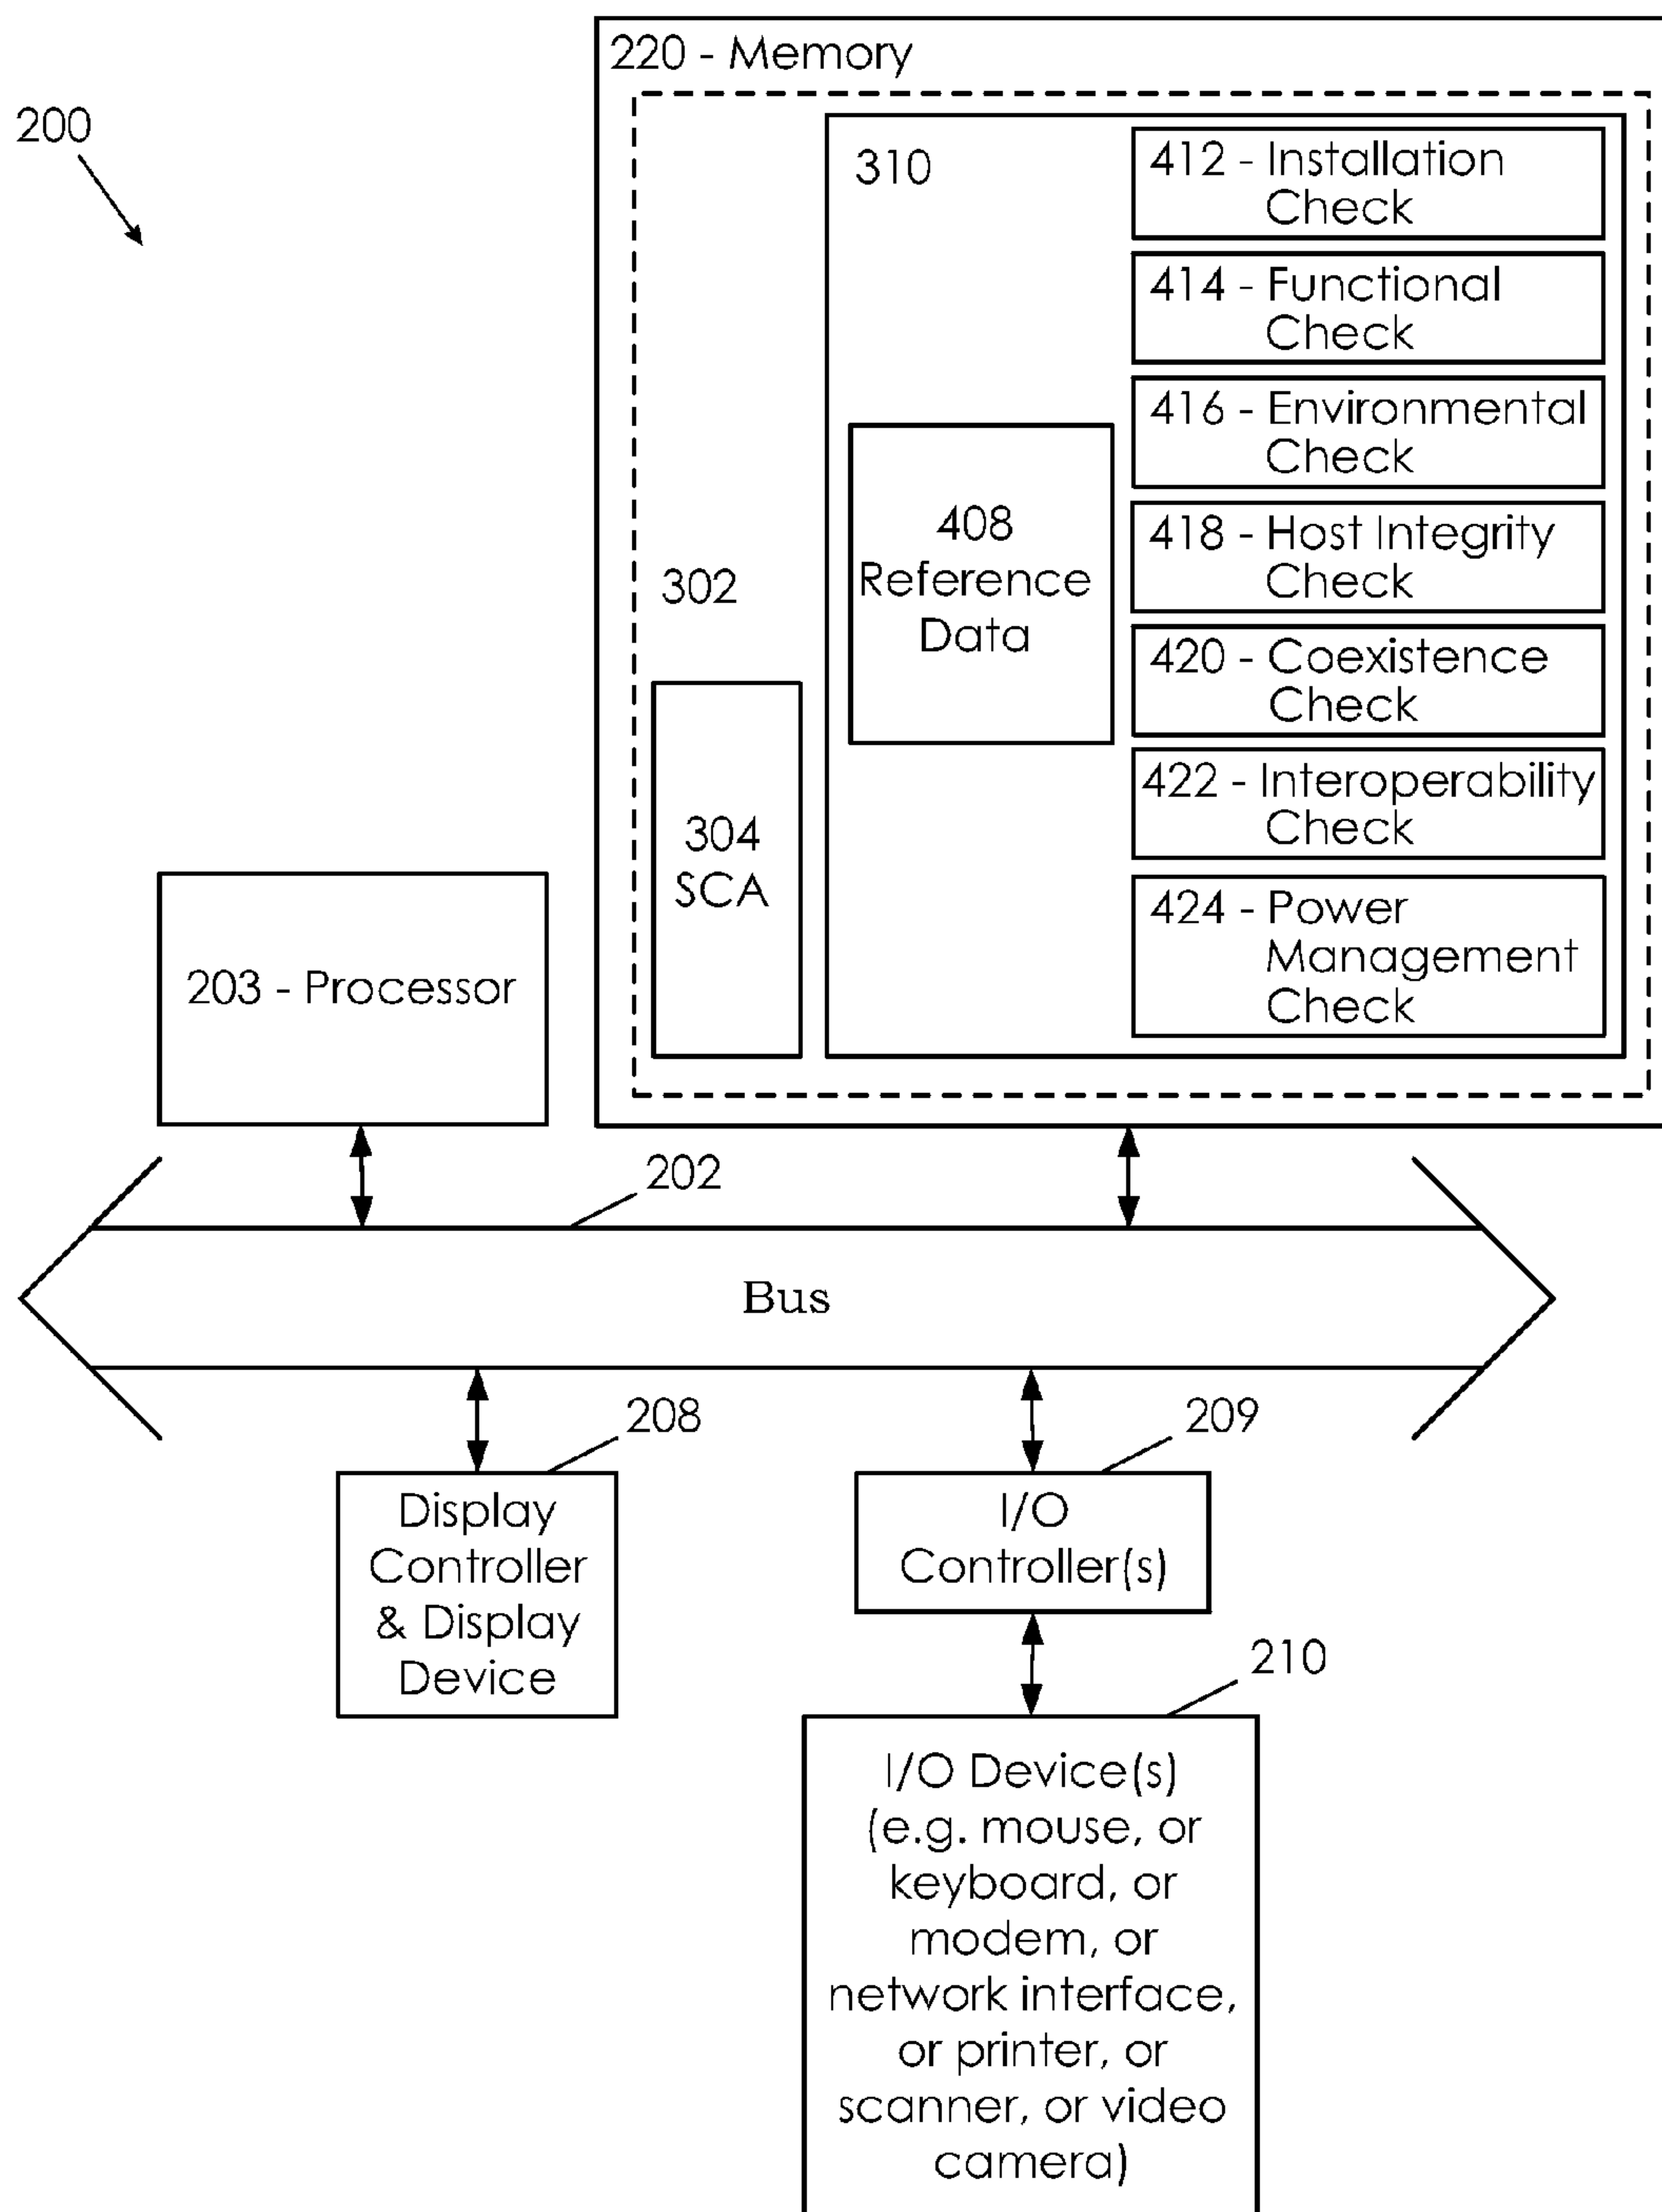 220 - Memory
200
310
412 - Installation
Check
414 - Functional
Check
416 - Environmental
Check
408
Reference
Data
418 - Host Integrity
Check
302
420 - Coexistence
Check
422 - Interoperability
Check
304
SCA
424 - Power
Management
Check
203 - Processor
202
Bus
208
209
Display
Controller
& Display
Device
I/O
Controller(s)
210
I/O Device(s)
(e.g. mouse, or
keyboard, or
modem, or
network interface,
or printer, or
scanner, or video
camera)